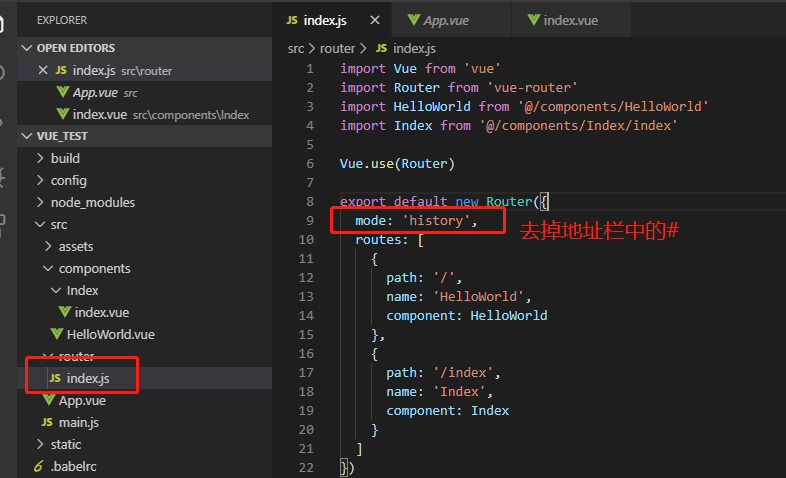 EXPLORER
OPEN EDITORS
JS index.js src\router
App.vue src
index.vue src\components\Index
VUE_TEST
build
config
node_modules
src
assets
components
Index
index.vue
HelloWorld.vue
router
JS index.js
App.vue
JS main.js
static
.babelrc
JS index.js
App.vue
index.vue
src > router > JS index.js
1 import Vue from 'vue'
2 import Router from 'vue-router'
3 import HelloWorld from '@/components/HelloWorld'
4 import Index from '@/components/Index/index'
5
6 Vue.use(Router)
7
8 export default new Router({
9 mode: 'history',
去掉地址栏中的#
10 routes: [
11 {
12 path: '/',
13 name: 'HelloWorld',
14 component: HelloWorld
15 },
16 {
17 path: '/index',
18 name: 'Index',
19 component: Index
20 }
21 ]
22 })